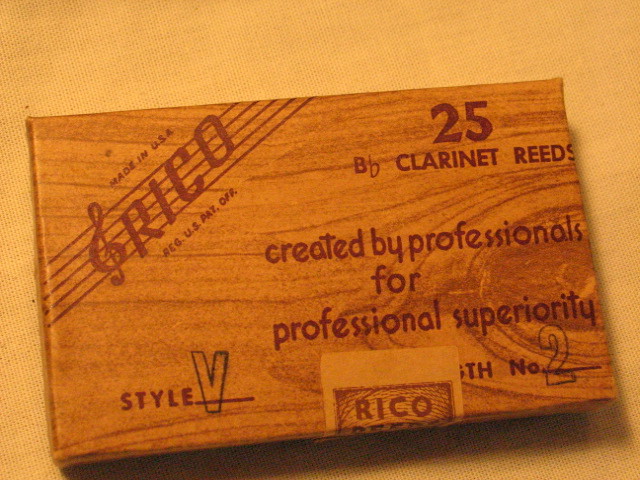 MADE IN U.S.A.
RICO
REG. U.S. PAT. OFF.
25
B♭ CLARINET REEDS
created by professionals
for
professional superiority
STYLE V
GTH No. 2
RICO